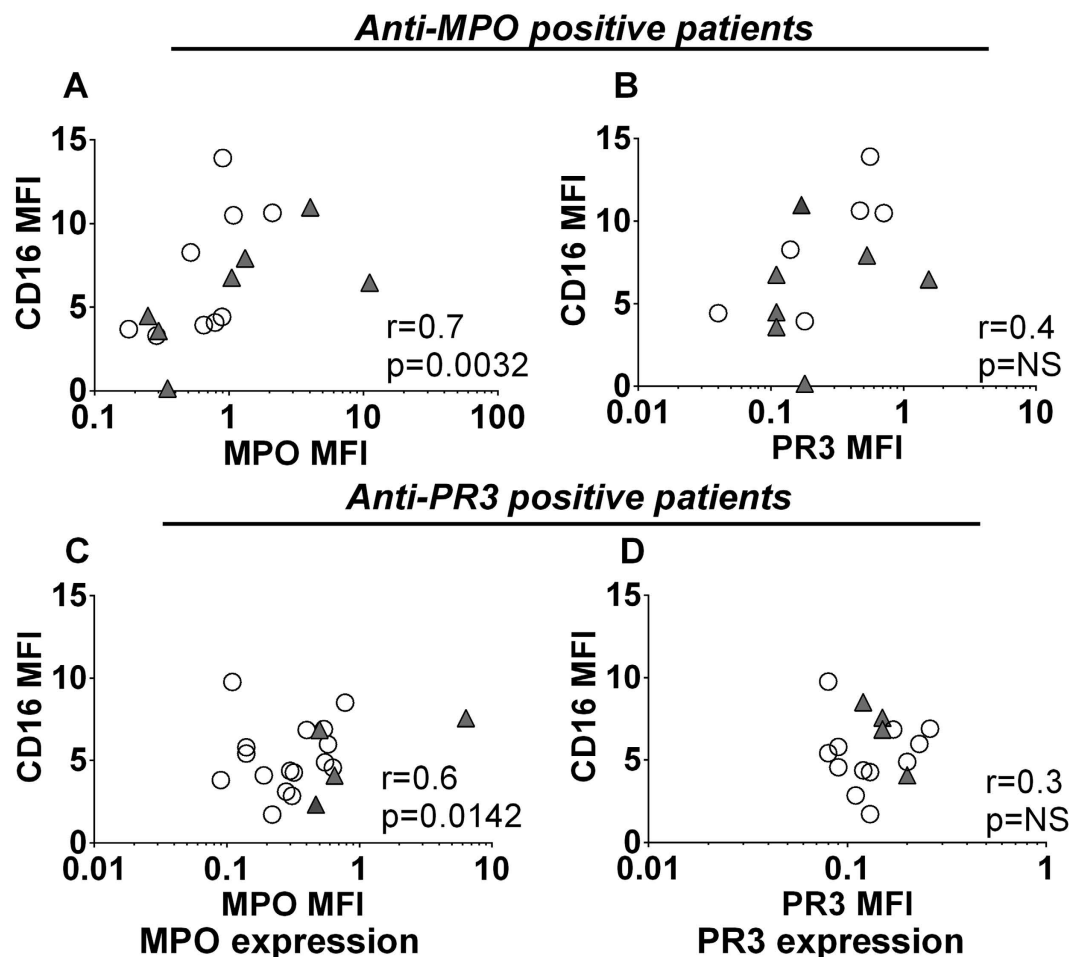 Anti-MPO positive patients
A
CD16 MFI
15
10
5
0
0.1
1
10
100
MPO MFI
r=0.7
p=0.0032
B
CD16 MFI
15
10
5
0
0.01
0.1
1
10
PR3 MFI
r=0.4
p=NS
Anti-PR3 positive patients
C
CD16 MFI
15
10
5
0
0.01
0.1
1
10
MPO MFI
r=0.6
p=0.0142
MPO expression
D
CD16 MFI
15
10
5
0
0.01
0.1
1
PR3 MFI
r=0.3
p=NS
PR3 expression